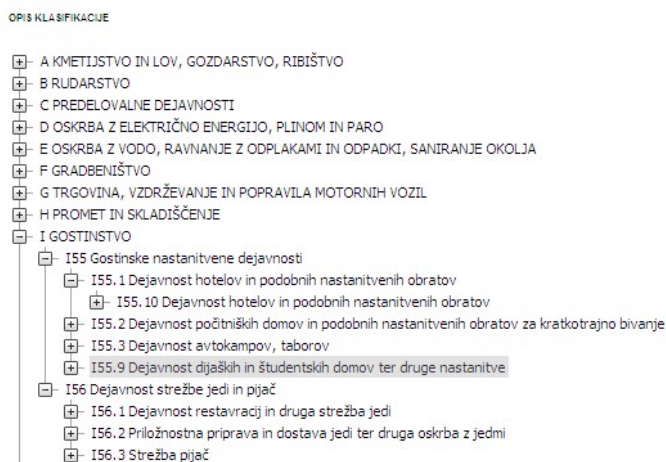 OPIS KLASIFIKACIJE
A KMETIJSTVO IN LOV, GOZDARSTVO, RIBIŠTVO
B RUDARSTVO
C PREDELOVALNE DEJAVNOSTI
D OSKRBA Z ELEKTRIČNO ENERGIJO, PLINOM IN PARO
E OSKRBA Z VODO, RAVNANJE Z ODPLAKAMI IN ODPADKI, SANIRANJE OKOLJA
F GRADBENIŠTVO
G TRGOVINA, VZDRŽEVANJE IN POPRAVILA MOTORNIH VOZIL
H PROMET IN SKLADIŠČENJE
I GOSTINSTVO
I55 Gostinske nastanitvene dejavnosti
I55.1 Dejavnost hotelov in podobnih nastanitvenih obratov
I55.10 Dejavnost hotelov in podobnih nastanitvenih obratov
I55.2 Dejavnost počitniških domov in podobnih nastanitvenih obratov za kratkotrajno bivanje
I55.3 Dejavnost avtokampov, taborov
I55.9 Dejavnost dijaških in študentskih domov ter druge nastanitve
I56 Dejavnost strežbe jedi in pijač
I56.1 Dejavnost restavracij in druga strežba jedi
I56.2 Priložnostna priprava in dostava jedi ter druga oskrba z jedmi
I56.3 Strežba pijač